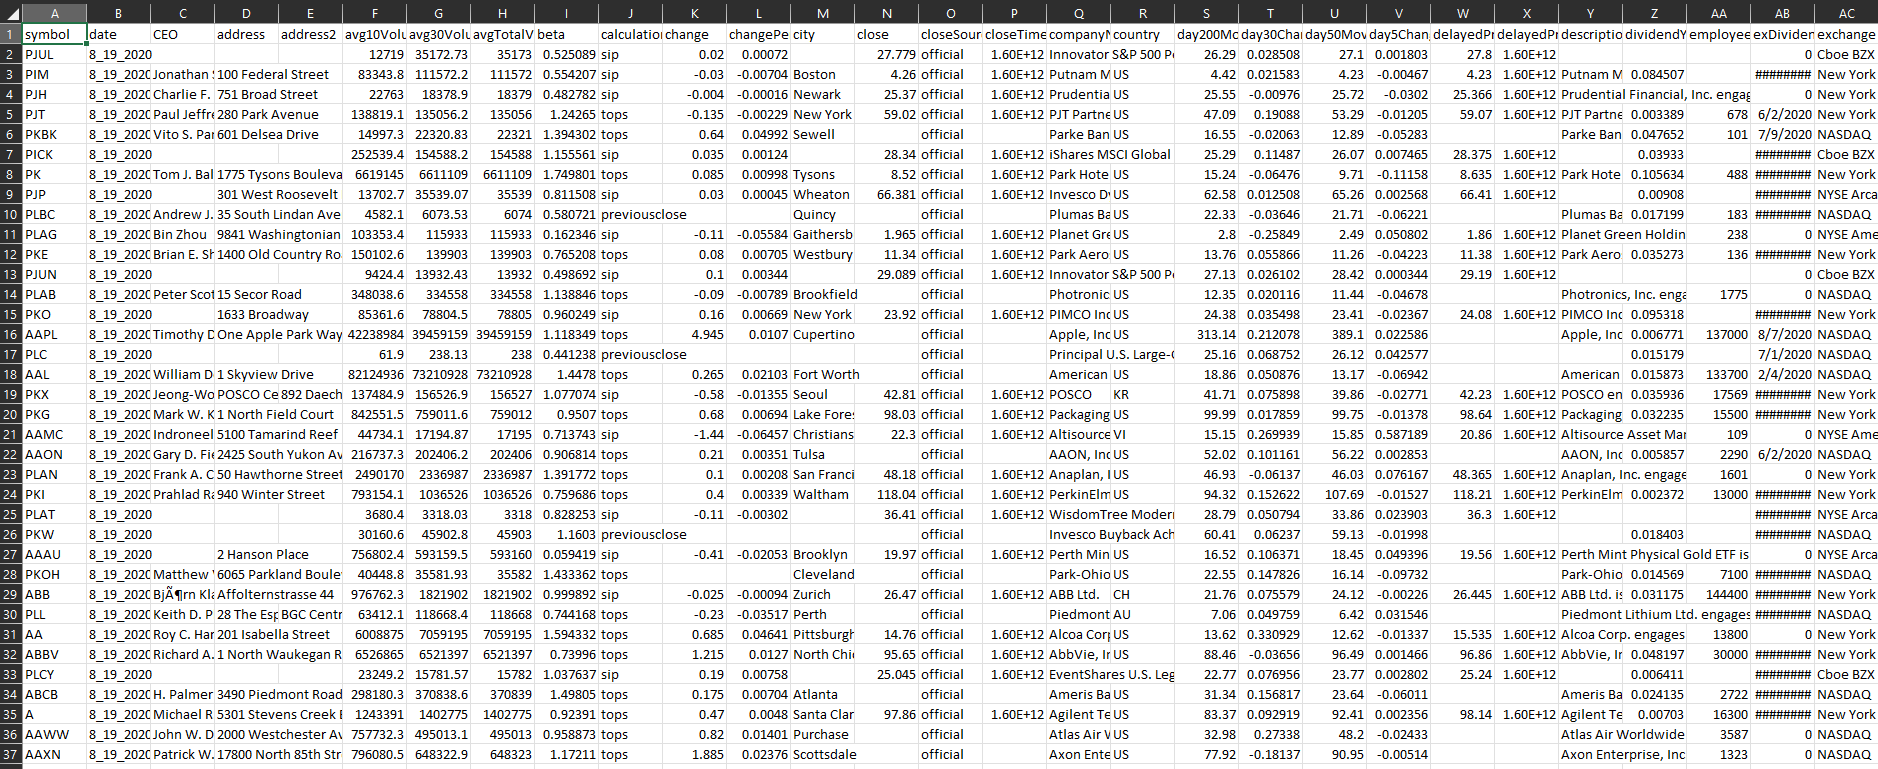 A B C D E F G H I J K L M N O P Q R S T U V W X Y Z AA AB AC
1 symbol date CEO address address2 avg10Volu avg30Volu avgTotalV beta calculation change changePe city close closeSour closeTime companyN country day200Mo day30Chan day50Mov day5Chang delayedPr delayedPr descriptio dividendY employee exDividen exchange
2 PJUL 8_19_2020 12719 35172.73 35173 0.525089 sip 0.02 0.00072 27.779 official 1.60E+12 Innovator S&P 500 Po 26.29 0.028508 27.1 0.001803 27.8 1.60E+12 0 Cboe BZX
3 PIM 8_19_2020 Jonathan S 100 Federal Street 83343.8 111572.2 111572 0.554207 sip -0.03 -0.00704 Boston 4.26 official 1.60E+12 Putnam M US 4.42 0.021583 4.23 -0.00467 4.23 1.60E+12 Putnam M 0.084507 ######## New York
4 PJH 8_19_2020 Charlie F. 751 Broad Street 22763 18378.9 18379 0.482782 sip -0.004 -0.00016 Newark 25.37 official 1.60E+12 Prudentia US 25.55 -0.00976 25.72 -0.0302 25.366 1.60E+12 Prudential Financial, Inc. engag 0 New York
5 PJT 8_19_2020 Paul Jeffre 280 Park Avenue 138819.1 135056.2 135056 1.24265 tops -0.135 -0.00229 New York 59.02 official 1.60E+12 PJT Partne US 47.09 0.19088 53.29 -0.01205 59.07 1.60E+12 PJT Partne 0.003389 678 6/2/2020 New York
6 PKBK 8_19_2020 Vito S. Pan 601 Delsea Drive 14997.3 22320.83 22321 1.394302 tops 0.64 0.04992 Sewell official Parke Ban US 16.55 -0.02063 12.89 -0.05283 Parke Ban 0.047652 101 7/9/2020 NASDAQ
7 PICK 8_19_2020 252539.4 154588.2 154588 1.155561 sip 0.035 0.00124 28.34 official 1.60E+12 iShares MSCI Global 25.29 0.11487 26.07 0.007465 28.375 1.60E+12 0.03933 ######## Cboe BZX
8 PK 8_19_2020 Tom J. Bal 1775 Tysons Bouleva 6619145 6611109 6611109 1.749801 tops 0.085 0.00998 Tysons 8.52 official 1.60E+12 Park Hote US 15.24 -0.06476 9.71 -0.11158 8.635 1.60E+12 Park Hote 0.105634 488 ######## New York
9 PJP 8_19_2020 301 West Roosevelt 13702.7 35539.07 35539 0.811508 sip 0.03 0.00045 Wheaton 66.381 official 1.60E+12 Invesco Dy US 62.58 0.012508 65.26 0.002568 66.41 1.60E+12 0.00908 ######## NYSE Arca
10 PLBC 8_19_2020 Andrew J. 35 South Lindan Ave 4582.1 6073.53 6074 0.580721 previousclose Quincy official Plumas Ba US 22.33 -0.03646 21.71 -0.06221 Plumas Ba 0.017199 183 ######## NASDAQ
11 PLAG 8_19_2020 Bin Zhou 9841 Washingtonian 103353.4 115933 115933 0.162346 sip -0.11 -0.05584 Gaithersb 1.965 official 1.60E+12 Planet Gre US 2.8 -0.25849 2.49 0.050802 1.86 1.60E+12 Planet Green Holdin 238 0 NYSE Ame
12 PKE 8_19_2020 Brian E. Sh 1400 Old Country Ro 150102.6 139903 139903 0.765208 tops 0.08 0.00705 Westbury 11.34 official 1.60E+12 Park Aero US 13.76 0.055866 11.26 -0.04223 11.38 1.60E+12 Park Aero 0.035273 136 ######## New York
13 PJUN 8_19_2020 9424.4 13932.43 13932 0.498692 sip 0.1 0.00344 29.089 official 1.60E+12 Innovator S&P 500 Po 27.13 0.026102 28.42 0.000344 29.19 1.60E+12 0 Cboe BZX
14 PLAB 8_19_2020 Peter Scot 15 Secor Road 348038.6 334558 334558 1.138846 tops -0.09 -0.00789 Brookfield official Photronic US 12.35 0.020116 11.44 -0.04678 Photronics, Inc. enga 1775 0 NASDAQ
15 PKO 8_19_2020 1633 Broadway 85361.6 78804.5 78805 0.960249 sip 0.16 0.00669 New York 23.92 official 1.60E+12 PIMCO Inc US 24.38 0.035498 23.41 -0.02367 24.08 1.60E+12 PIMCO Inc 0.095318 ######## New York
16 AAPL 8_19_2020 Timothy D One Apple Park Way 42238984 39459159 39459159 1.118349 tops 4.945 0.0107 Cupertino official Apple, Inc US 313.14 0.212078 389.1 0.022586 Apple, Inc 0.006771 137000 8/7/2020 NASDAQ
17 PLC 8_19_2020 61.9 238.13 238 0.441238 previousclose official Principal U.S. Large-C 25.16 0.068752 26.12 0.042577 0.015179 7/1/2020 NASDAQ
18 AAL 8_19_2020 William D 1 Skyview Drive 82124936 73210928 73210928 1.4478 tops 0.265 0.02103 Fort Worth official American US 18.86 0.050876 13.17 -0.06942 American 0.015873 133700 2/4/2020 NASDAQ
19 PKX 8_19_2020 Jeong-Wo POSCO Ce 892 Daech 137484.9 156526.9 156527 1.077074 sip -0.58 -0.01355 Seoul 42.81 official 1.60E+12 POSCO KR 41.71 0.075898 39.86 -0.02771 42.23 1.60E+12 POSCO en 0.035936 17569 ######## New York
20 PKG 8_19_2020 Mark W. K 1 North Field Court 842551.5 759011.6 759012 0.9507 tops 0.68 0.00694 Lake Fores 98.03 official 1.60E+12 Packaging US 99.99 0.017859 99.75 -0.01378 98.64 1.60E+12 Packaging 0.032235 15500 ######## New York
21 AAMC 8_19_2020 Indroneel 5100 Tamarind Reef 44734.1 17194.87 17195 0.713743 sip -1.44 -0.06457 Christians 22.3 official 1.60E+12 Altisource VI 15.15 0.269939 15.85 0.587189 20.86 1.60E+12 Altisource Asset Mar 109 0 NYSE Ame
22 AAON 8_19_2020 Gary D. Fie 2425 South Yukon Av 216737.3 202406.2 202406 0.906814 tops 0.21 0.00351 Tulsa official AAON, Inc US 52.02 0.101161 56.22 0.002853 AAON, Inc 0.005857 2290 6/2/2020 NASDAQ
23 PLAN 8_19_2020 Frank A. C 50 Hawthorne Street 2490170 2336987 2336987 1.391772 tops 0.1 0.00208 San Franci 48.18 official 1.60E+12 Anaplan, I US 46.93 -0.06137 46.03 0.076167 48.365 1.60E+12 Anaplan, Inc. engage 1601 0 New York
24 PKI 8_19_2020 Prahlad Ra 940 Winter Street 793154.1 1036526 1036526 0.759686 tops 0.4 0.00339 Waltham 118.04 official 1.60E+12 PerkinElm US 94.32 0.152622 107.69 -0.01527 118.21 1.60E+12 PerkinElm 0.002372 13000 ######## New York
25 PLAT 8_19_2020 3680.4 3318.03 3318 0.828253 sip -0.11 -0.00302 36.41 official 1.60E+12 WisdomTree Moder 28.79 0.050794 33.86 0.023903 36.3 1.60E+12 ######## NYSE Arca
26 PKW 8_19_2020 30160.6 45902.8 45903 1.1603 previousclose official Invesco Buyback Ach 60.41 0.06237 59.13 -0.01998 0.018403 ######## NASDAQ
27 AAAU 8_19_2020 2 Hanson Place 756802.4 593159.5 593160 0.059419 sip -0.41 -0.02053 Brooklyn 19.97 official 1.60E+12 Perth Min US 16.52 0.106371 18.45 0.049396 19.56 1.60E+12 Perth Mint Physical Gold ETF is 0 NYSE Arca
28 PKOH 8_19_2020 Matthew V 6065 Parkland Boule 40448.8 35581.93 35582 1.433362 tops Cleveland official Park-Ohio US 22.55 0.147826 16.14 -0.09732 Park-Ohio 0.014569 7100 ######## NASDAQ
29 ABB 8_19_2020 BjÃ¶rn Kla Affolternstrasse 44 976762.3 1821902 1821902 0.999892 sip -0.025 -0.00094 Zurich 26.47 official 1.60E+12 ABB Ltd. CH 21.76 0.075579 24.12 -0.00226 26.445 1.60E+12 ABB Ltd. is 0.031175 144400 ######## New York
30 PLL 8_19_2020 Keith D. P 28 The Esp BGC Centr 63412.1 118668.4 118668 0.744168 tops -0.23 -0.03517 Perth official Piedmont AU 7.06 0.049759 6.42 0.031546 Piedmont Lithium Ltd. engages ######## NASDAQ
31 AA 8_19_2020 Roy C. Har 201 Isabella Street 6008875 7059195 7059195 1.594332 tops 0.685 0.04641 Pittsburgh 14.76 official 1.60E+12 Alcoa Corp US 13.62 0.330929 12.62 -0.01337 15.535 1.60E+12 Alcoa Corp. engages 13800 0 New York
32 ABBV 8_19_2020 Richard A. 1 North Waukegan R 6526865 6521397 6521397 0.73996 tops 1.215 0.0127 North Chic 95.65 official 1.60E+12 AbbVie, Ir US 88.46 -0.03656 96.49 0.001466 96.86 1.60E+12 AbbVie, Ir 0.048197 30000 ######## New York
33 PLCY 8_19_2020 23249.2 15781.57 15782 1.037637 sip 0.19 0.00758 25.045 official 1.60E+12 EventShares U.S. Leg 22.77 0.076956 23.77 0.002802 25.24 1.60E+12 0.006411 ######## Cboe BZX
34 ABCB 8_19_2020 H. Palmer 3490 Piedmont Road 298180.3 370838.6 370839 1.49805 tops 0.175 0.00704 Atlanta official Ameris Ba US 31.34 0.156817 23.64 -0.06011 Ameris Ba 0.024135 2722 ######## NASDAQ
35 A 8_19_2020 Michael R 5301 Stevens Creek B 1243391 1402775 1402775 0.92391 tops 0.47 0.0048 Santa Clar 97.86 official 1.60E+12 Agilent Te US 83.37 0.092919 92.41 0.002356 98.14 1.60E+12 Agilent Te 0.00703 16300 ######## New York
36 AAWW 8_19_2020 John W. D 2000 Westchester Av 757732.3 495013.1 495013 0.958873 tops 0.82 0.01401 Purchase official Atlas Air W US 32.98 0.27338 48.2 -0.02433 Atlas Air Worldwide 3587 0 NASDAQ
37 AAXN 8_19_2020 Patrick W. 17800 North 85th Str 796080.5 648322.9 648323 1.17211 tops 1.885 0.02376 Scottsdale official Axon Ente US 77.92 -0.18137 90.95 -0.00514 Axon Enterprise, Inc 1323 0 NASDAQ